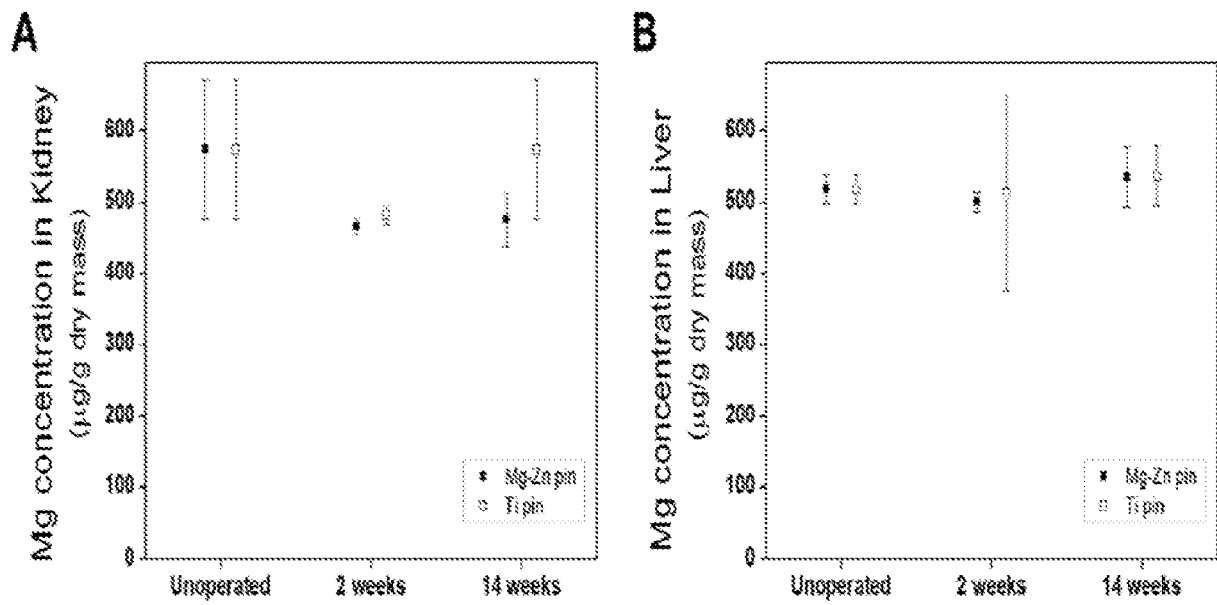 A
Mg concentration in Kidney
(µg/g dry mass)
600
500
400
300
200
100
0
Mg-Zn pin
Ti pin
Unoperated
2 weeks
14 weeks
B
Mg concentration in Liver
(µg/g dry mass)
600
500
400
300
200
100
0
Mg-Zn pin
Ti pin
Unoperated
2 weeks
14 weeks